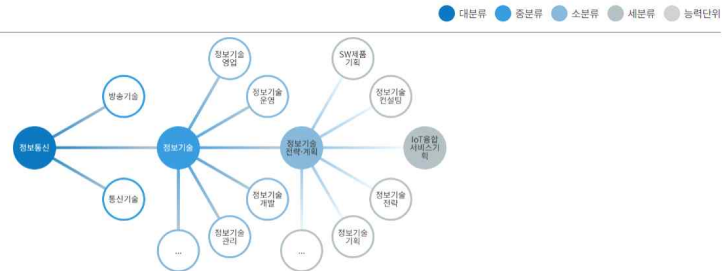 대분류 중분류 소분류 세분류 능력단위
정보기술
영업
SW제품
기획
방송기술
정보기술
운영
정보기술
컨설팅
정보통신
정보기술
정보기술
전략·계획
IoT융합
서비스기
획
통신기술
정보기술
개발
정보기술
전략
정보기술
관리
정보기술
기획
...
...